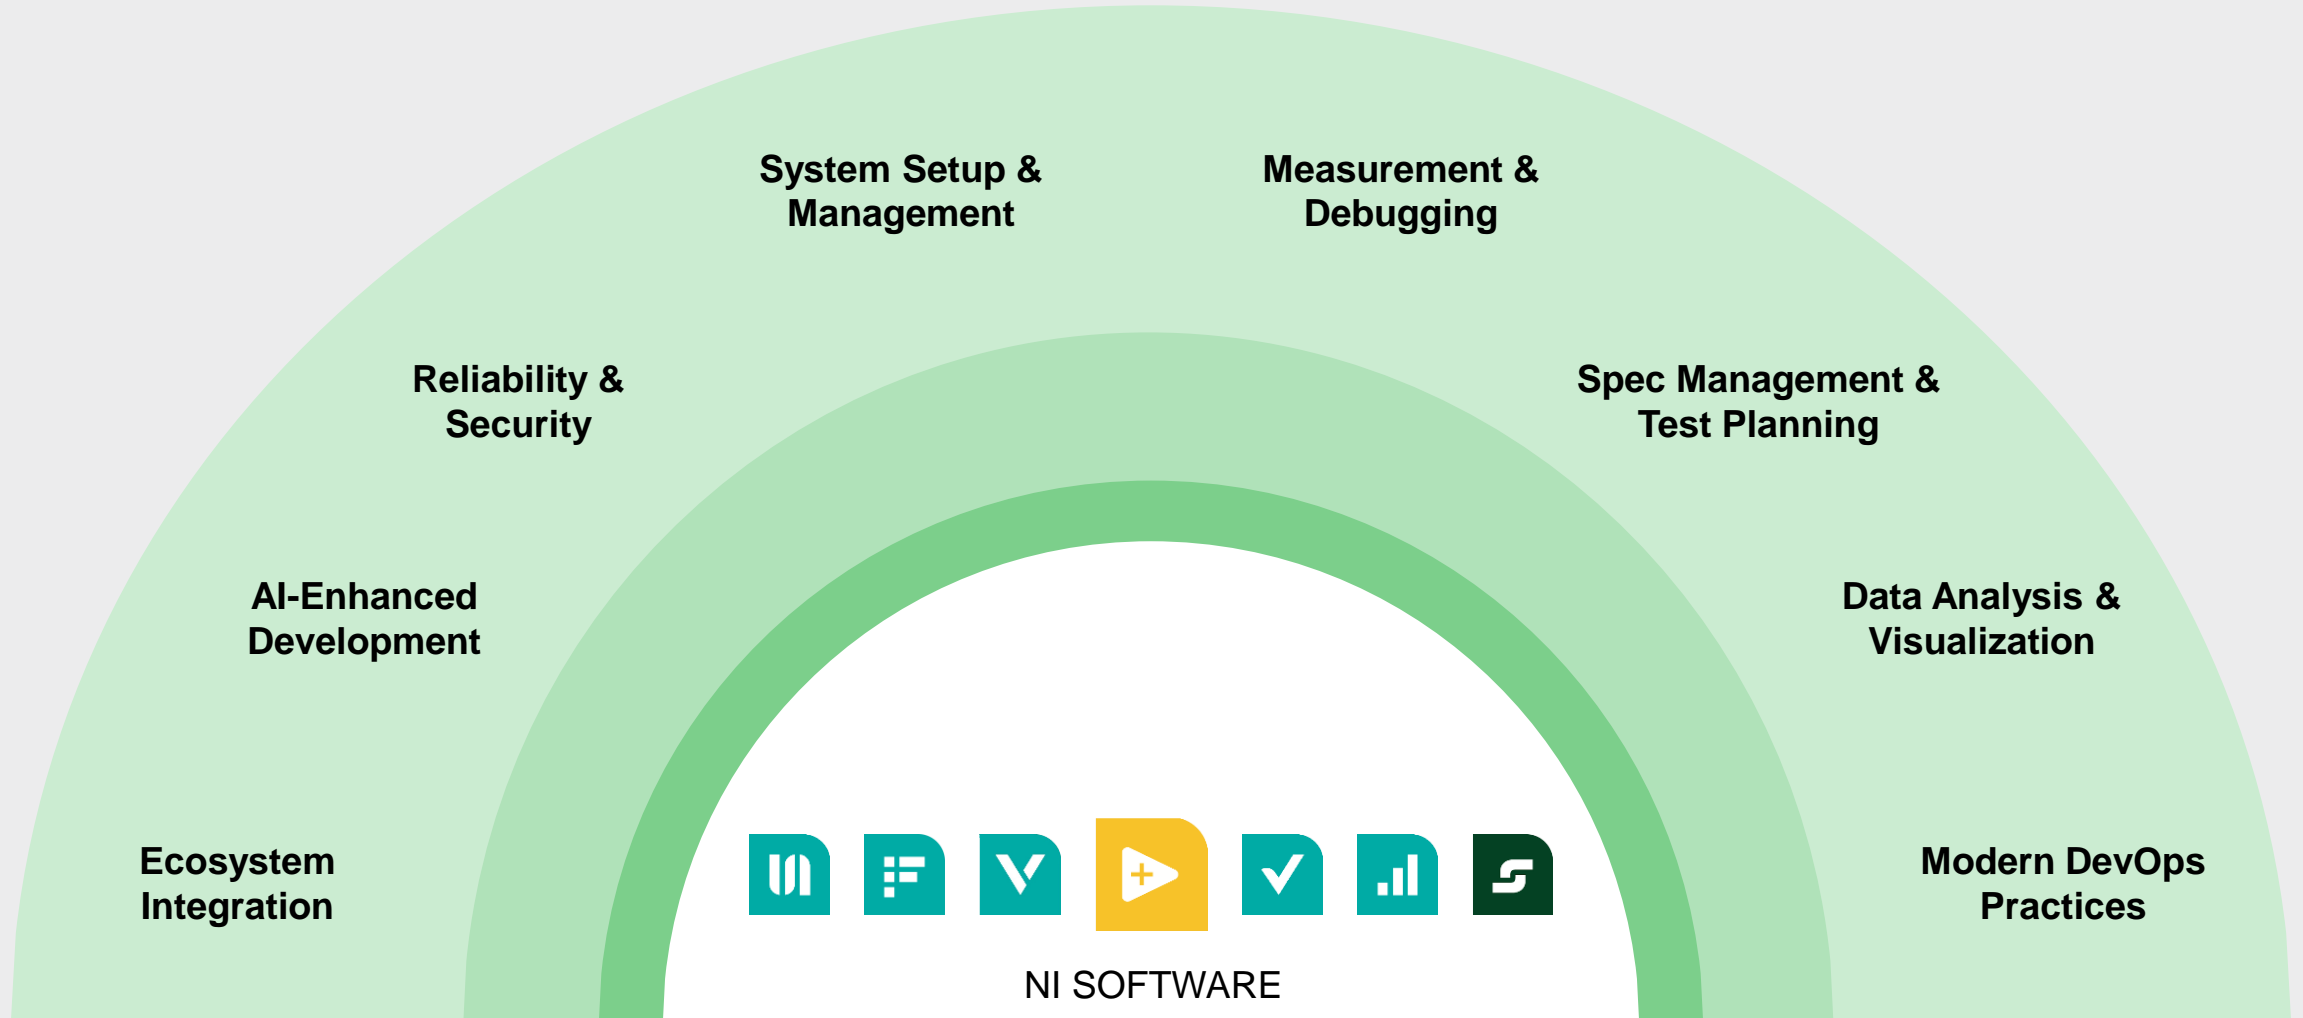 System Setup &
Management
Measurement &
Debugging
Reliability &
Security
Spec Management &
Test Planning
AI-Enhanced
Development
Data Analysis &
Visualization
Ecosystem
Integration
Modern DevOps
Practices
NI SOFTWARE